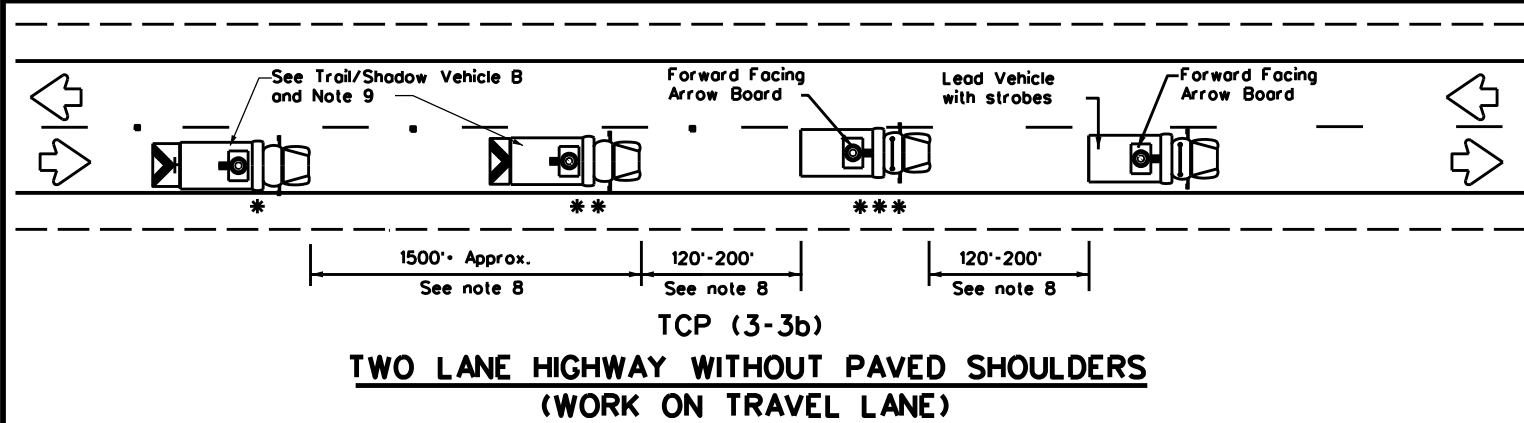 See Trail/Shadow Vehicle B
and Note 9
Forward Facing
Arrow Board
Lead Vehicle
with strobes
Forward Facing
Arrow Board
*
**
***
1500'+ Approx.
See note 8
120'-200'
See note 8
120'-200'
See note 8
TCP (3-3b)
TWO LANE HIGHWAY WITHOUT PAVED SHOULDERS
(WORK ON TRAVEL LANE)